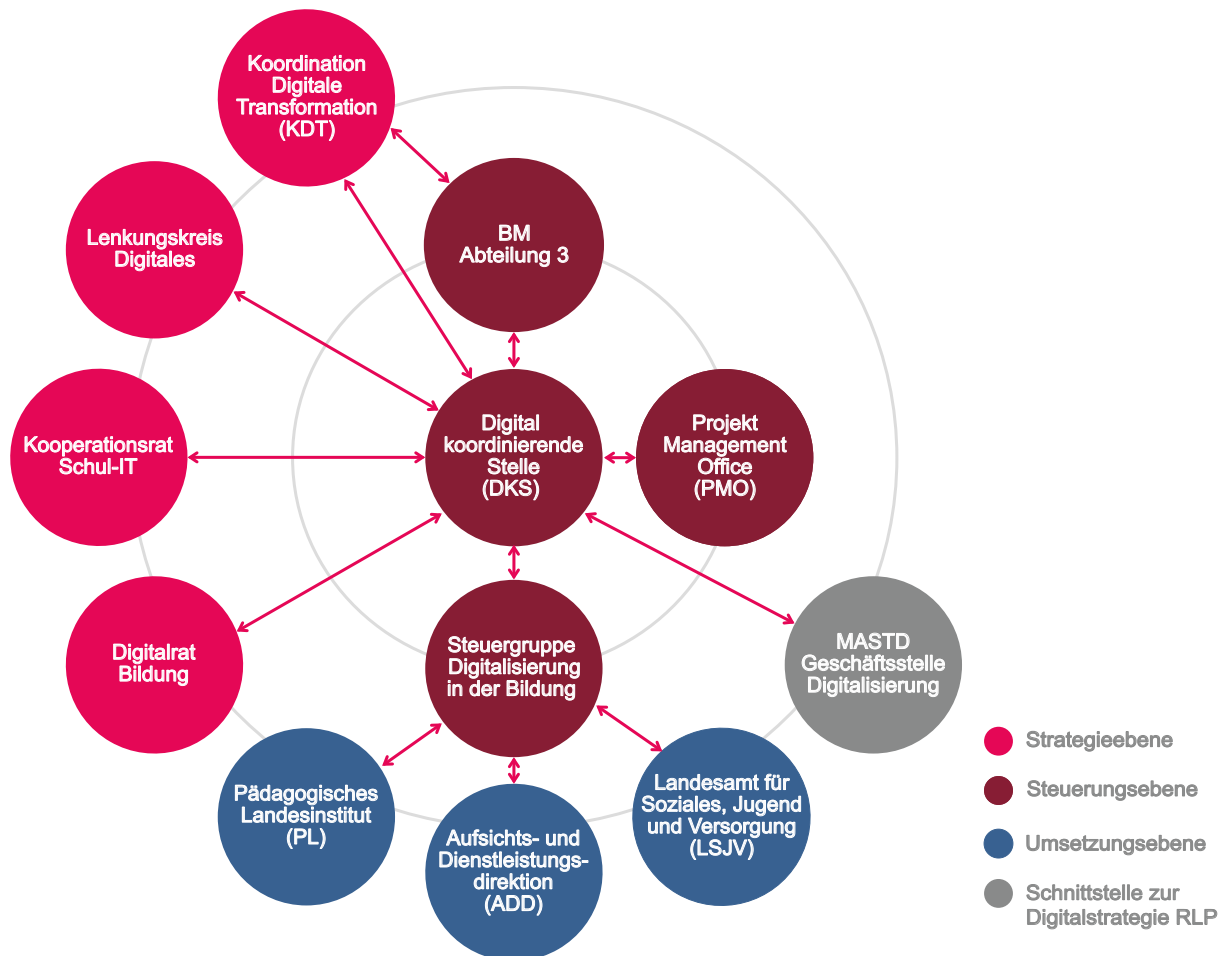 Koordination
Digitale
Transformation
(KDT)
Lenkungskreis
Digitales
BM
Abteilung 3
Kooperationsrat
Schul-IT
Digital
koordinierende
Stelle
(DKS)
Projekt
Management
Office
(PMO)
Digitalrat
Bildung
Steuergruppe
Digitalisierung
in der Bildung
MASTD
Geschäftsstelle
Digitalisierung
Pädagogisches
Landesinstitut
(PL)
Aufsichts- und
Dienstleistungs-
direktion
(ADD)
Landesamt für
Soziales, Jugend
und Versorgung
(LSJV)
Strategieebene
Steuerungsebene
Umsetzungsebene
Schnittstelle zur
Digitalstrategie RLP